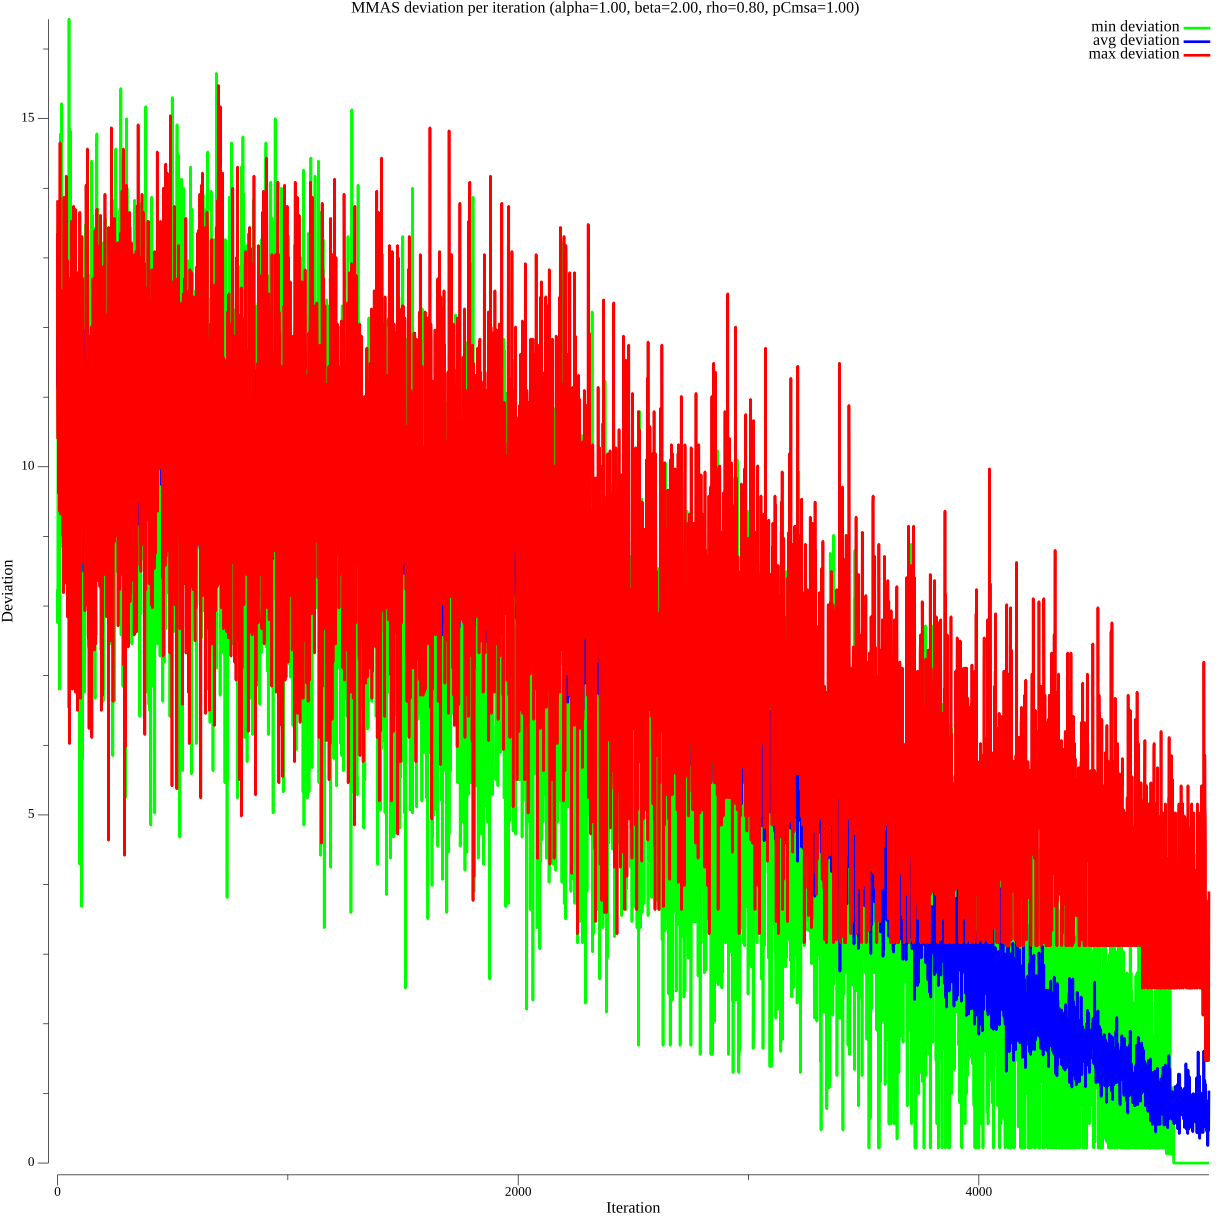 MMAS deviation per iteration (alpha=1.00, beta=2.00, rho=0.80, pCmsa=1.00)
min deviation
avg deviation
max deviation
15
10
5
0
Deviation
0 2000 4000
Iteration